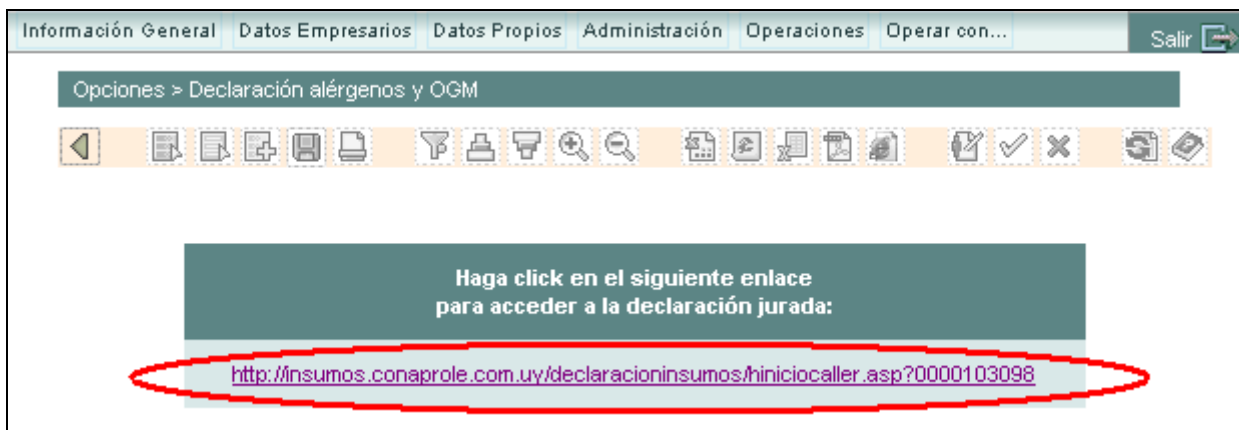 Información General Datos Empresarios Datos Propios Administración Operaciones Operar con... Salir
Opciones > Declaración alérgenos y OGM
Haga click en el siguiente enlace
para acceder a la declaración jurada:
http://insumos.conaprole.com.uy/declaracioninsumos/hiniciocaller.asp?0000103098